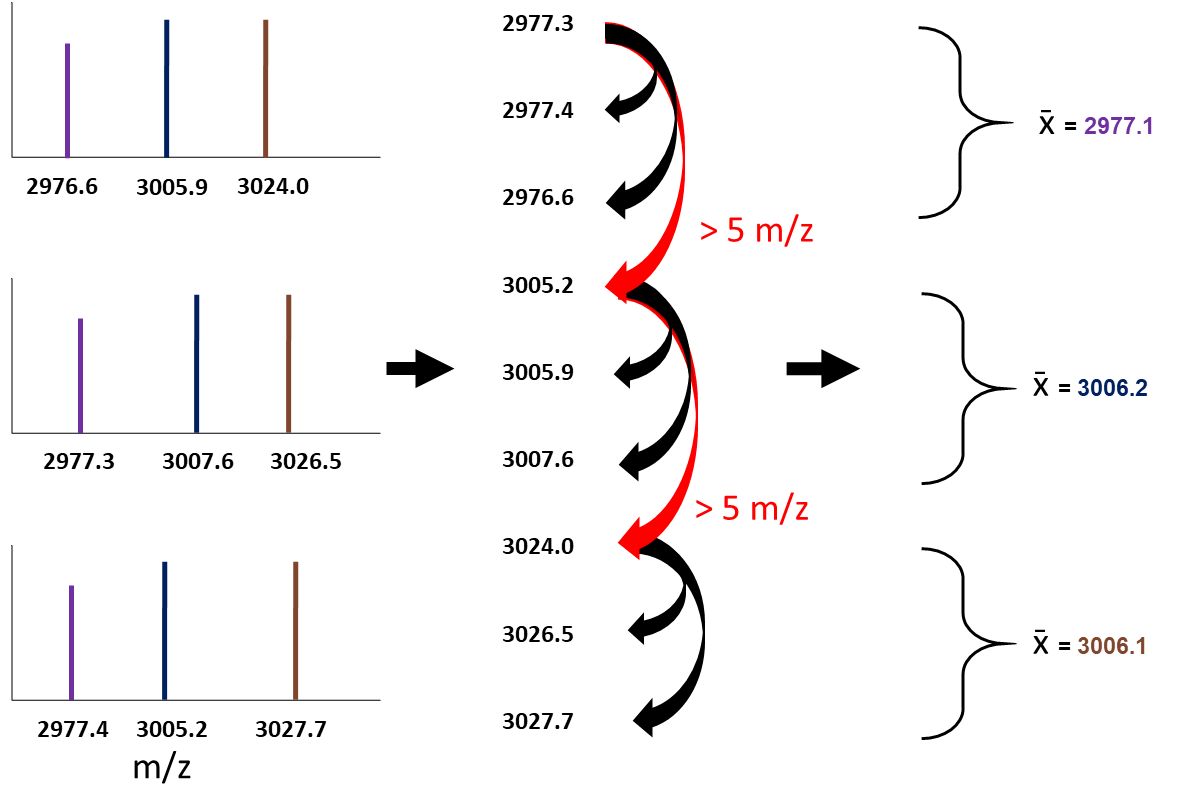 2976.6 3005.9 3024.0
2977.3 3007.6 3026.5
2977.4 3005.2 3027.7
m/z
2977.3
2977.4
2976.6
> 5 m/z
3005.2
3005.9
3007.6
> 5 m/z
3024.0
3026.5
3027.7
X̄ = 2977.1
X̄ = 3006.2
X̄ = 3006.1